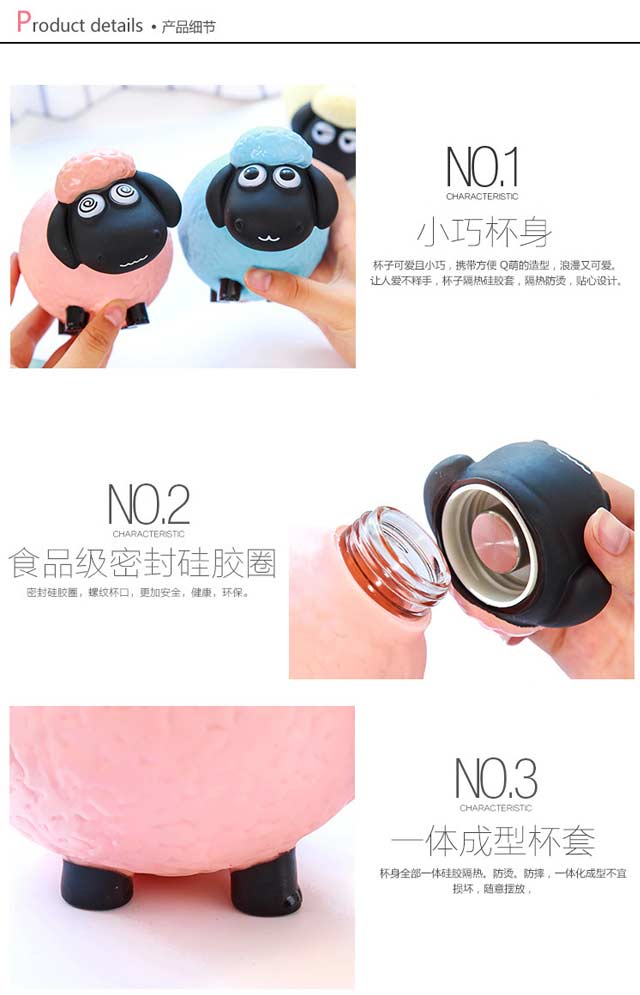 Product details • 产品细节
NO.1
CHARACTERISTIC
小巧杯身
杯子可爱且小巧，携带方便 Q萌的造型，浪漫又可爱。
让人爱不释手，杯子隔热硅胶套，隔热防烫，贴心设计。
NO.2
CHARACTERISTIC
食品级密封硅胶圈
密封硅胶圈，螺纹杯口，更加安全，健康，环保。
NO.3
CHARACTERISTIC
一体成型杯套
杯身全部一体硅胶隔热。防烫。防摔，一体化成型不宜
损坏，随意摆放，